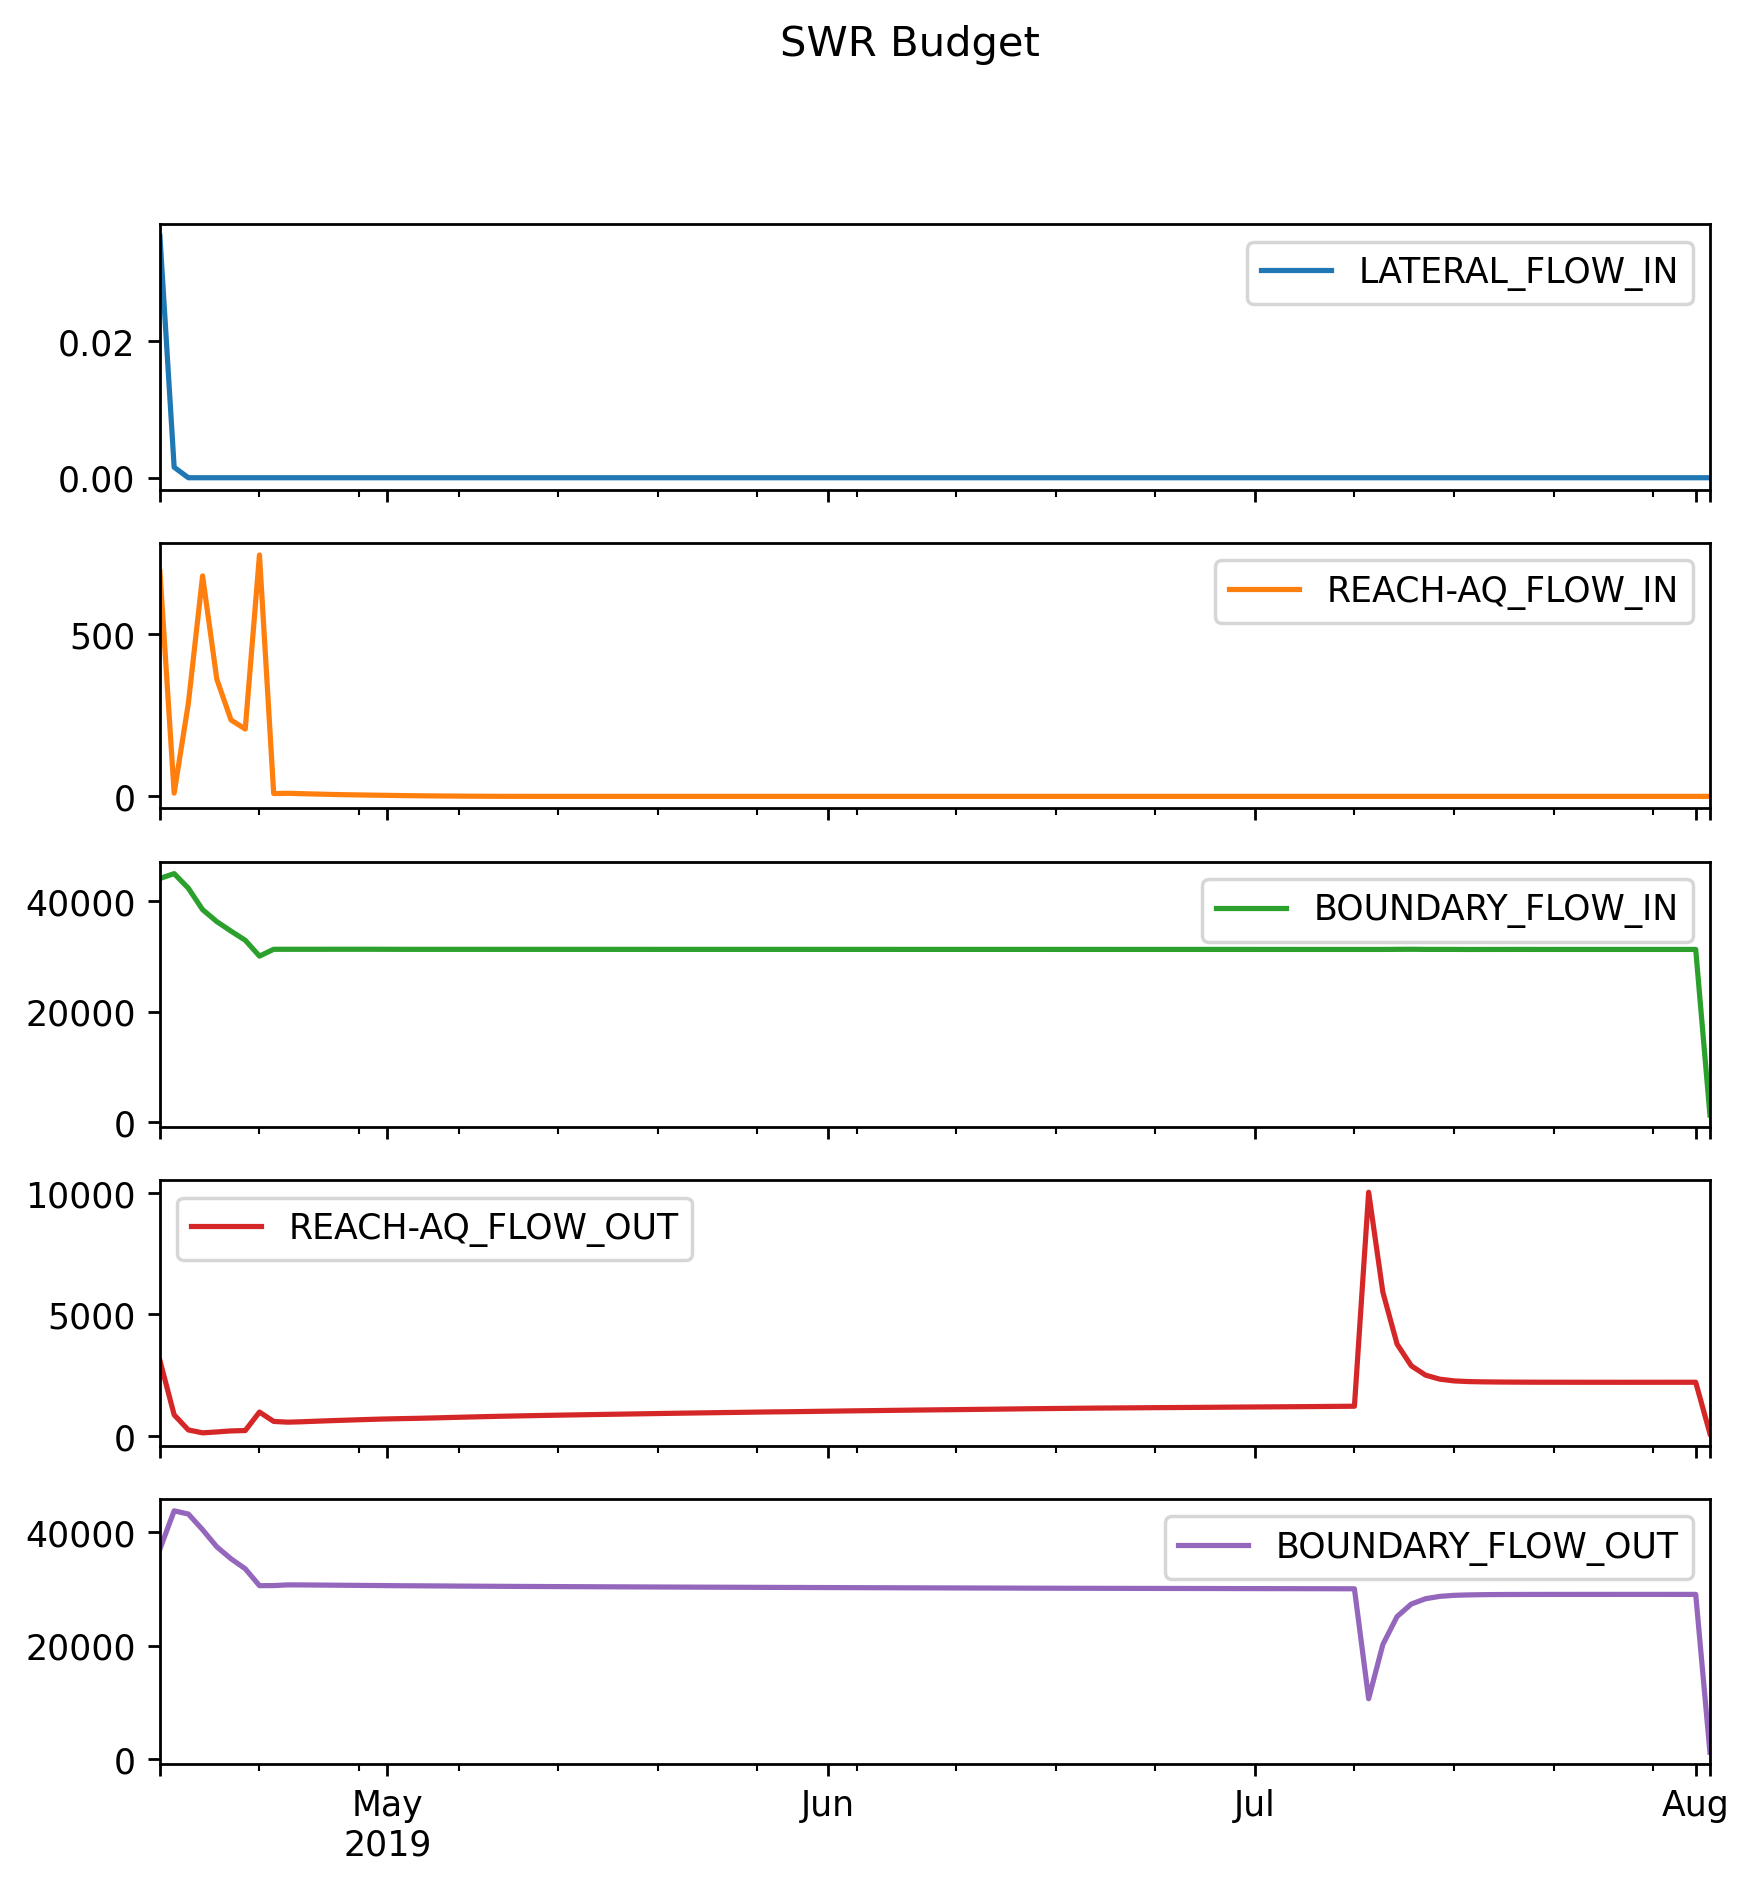 SWR Budget
LATERAL_FLOW_IN
0.02
0.00
REACH-AQ_FLOW_IN
500
0
BOUNDARY_FLOW_IN
40000
20000
0
10000
REACH-AQ_FLOW_OUT
5000
0
BOUNDARY_FLOW_OUT
40000
20000
0
May Jun Jul Aug
2019